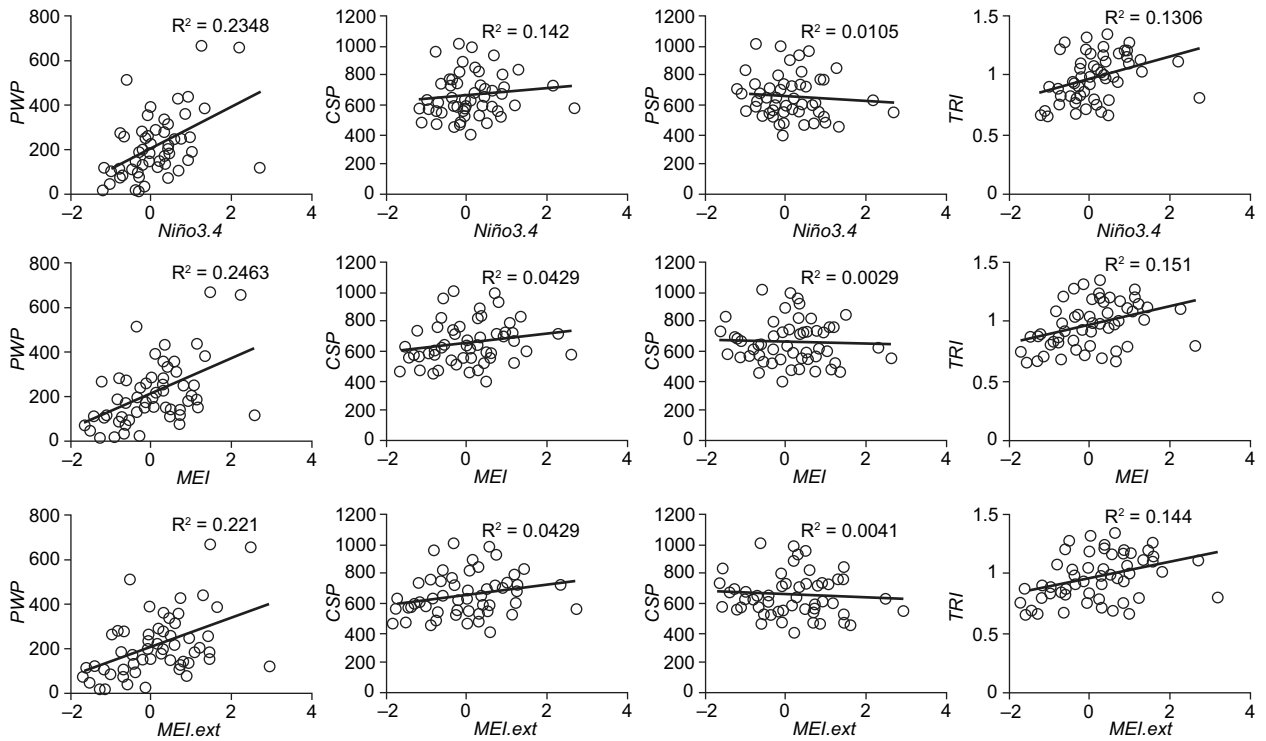 800
600
400
200
0
PWP
R² = 0.2348
–2 0 2 4
Niño3.4
1200
1000
800
600
400
200
0
CSP
R² = 0.142
–2 0 2 4
Niño3.4
1200
1000
800
600
400
200
0
PSP
R² = 0.0105
–2 0 2 4
Niño3.4
1.5
1
0.5
0
TRI
R² = 0.1306
–2 0 2 4
Niño3.4
800
600
400
200
0
PWP
R² = 0.2463
–2 0 2 4
MEI
1200
1000
800
600
400
200
0
CSP
R² = 0.0429
–2 0 2 4
MEI
1200
1000
800
600
400
200
0
CSP
R² = 0.0029
–2 0 2 4
MEI
1.5
1
0.5
0
TRI
R² = 0.151
–2 0 2 4
MEI
800
600
400
200
0
PWP
R² = 0.221
–2 0 2 4
MEI.ext
1200
1000
800
600
400
200
0
CSP
R² = 0.0429
–2 0 2 4
MEI.ext
1200
1000
800
600
400
200
0
CSP
R² = 0.0041
–2 0 2 4
MEI.ext
1.5
1
0.5
0
TRI
R² = 0.144
–2 0 2 4
MEI.ext